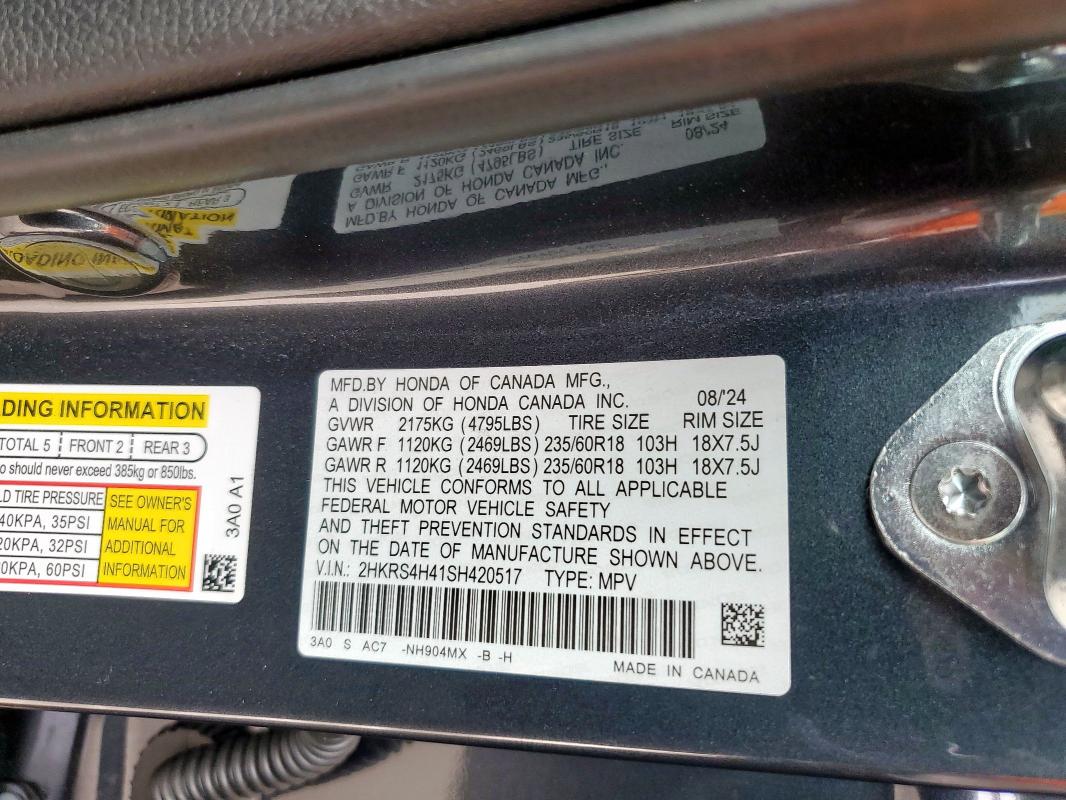 MFD.BY HONDA OF CANADA MFG.,
A DIVISION OF HONDA CANADA INC. 08/'24
GVWR 2175KG (4795LBS) TIRE SIZE RIM SIZE
GAWR F 1120KG (2469LBS) 235/60R18 103H 18X7.5J
GAWR R 1120KG (2469LBS) 235/60R18 103H 18X7.5J
THIS VEHICLE CONFORMS TO ALL APPLICABLE
FEDERAL MOTOR VEHICLE SAFETY
AND THEFT PREVENTION STANDARDS IN EFFECT
ON THE DATE OF MANUFACTURE SHOWN ABOVE.
V.I.N.: 2HKRS4H41SH420517 TYPE: MPV
3A0 S AC7 -NH904MX -B -H
MADE IN CANADA
DING INFORMATION
TOTAL 5 FRONT 2 REAR 3
o should never exceed 385kg or 850lbs.
LD TIRE PRESSURE
40KPA, 35PSI
20KPA, 32PSI
0KPA, 60PSI
SEE OWNER'S
MANUAL FOR
ADDITIONAL
INFORMATION
3A0 A1